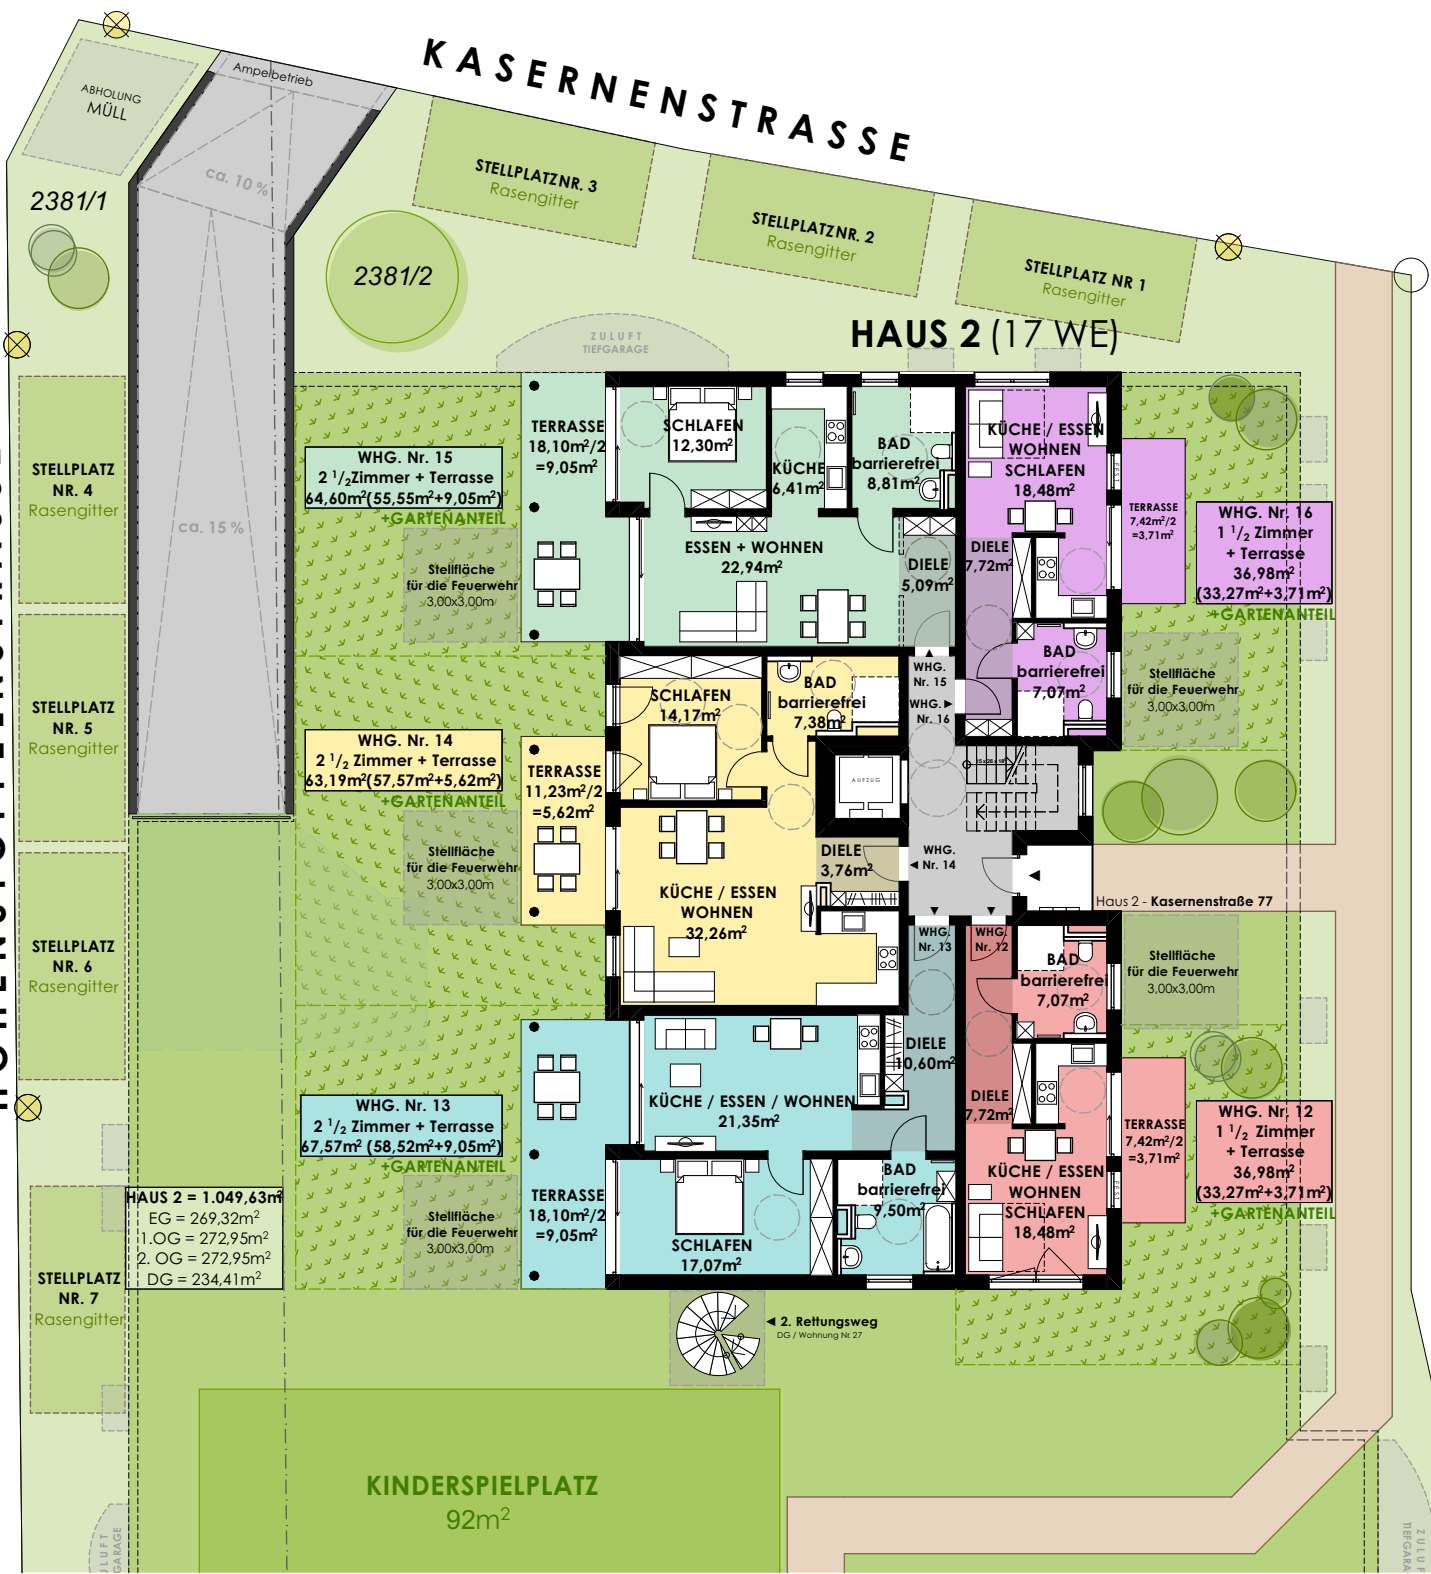 KASERNENSTRASSE
Ampelbetrieb
ABHOLUNG
MÜLL
ca. 10 %
2381/1
2381/2
STELLPLATZNR. 3
Rasengitter
STELLPLATZNR. 2
Rasengitter
STELLPLATZ NR 1
Rasengitter
ZULUFT
TIEFGARAGE
HAUS 2 (17 WE)
STELLPLATZ
NR. 4
Rasengitter
ca. 15 %
WHG. Nr. 15
2 1/2 Zimmer + Terrasse
64,60m²(55,55m²+9,05m²)
+GARTENANTEIL
Stellfläche
für die Feuerwehr
3,00x3,00m
TERRASSE
18,10m²/2
=9,05m²
SCHLAFEN
12,30m²
KÜCHE
6,41m²
BAD
barrierefrei
8,81m²
ESSEN + WOHNEN
22,94m²
DIELE
5,09m²
KÜCHE / ESSEN
WOHNEN
SCHLAFEN
18,48m²
DIELE
7,72m²
FEST
TERRASSE
7,42m²/2
=3,71m²
WHG. Nr. 16
1 1/2 Zimmer
+ Terrasse
36,98m²
(33,27m²+3,71m²)
+GARTENANTEIL
BAD
barrierefrei
7,07m²
Stellfläche
für die Feuerwehr
3,00x3,00m
WHG.
Nr. 15
WHG.
Nr. 16
STELLPLATZ
NR. 5
Rasengitter
WHG. Nr. 14
2 1/2 Zimmer + Terrasse
63,19m²(57,57m²+5,62m²)
+GARTENANTEIL
Stellfläche
für die Feuerwehr
3,00x3,00m
TERRASSE
11,23m²/2
=5,62m²
SCHLAFEN
14,17m²
BAD
barrierefrei
7,38m²
AUFZUG
DIELE
3,76m²
WHG.
Nr. 14
KÜCHE / ESSEN
WOHNEN
32,26m²
Haus 2 - Kasernenstraße 77
STELLPLATZ
NR. 6
Rasengitter
WHG.
Nr. 13
WHG.
Nr. 12
BAD
barrierefrei
7,07m²
Stellfläche
für die Feuerwehr
3,00x3,00m
WHG. Nr. 13
2 1/2 Zimmer + Terrasse
67,57m² (58,52m²+9,05m²)
+GARTENANTEIL
Stellfläche
für die Feuerwehr
3,00x3,00m
TERRASSE
18,10m²/2
=9,05m²
KÜCHE / ESSEN / WOHNEN
21,35m²
DIELE
10,60m²
SCHLAFEN
17,07m²
BAD
barrierefrei
9,50m²
DIELE
7,72m²
KÜCHE / ESSEN
WOHNEN
SCHLAFEN
18,48m²
FEST
TERRASSE
7,42m²/2
=3,71m²
WHG. Nr. 12
1 1/2 Zimmer
+ Terrasse
36,98m²
(33,27m²+3,71m²)
+GARTENANTEIL
HAUS 2 = 1.049,63m²
EG = 269,32m²
1.OG = 272,95m²
2. OG = 272,95m²
DG = 234,41m²
STELLPLATZ
NR. 7
Rasengitter
2. Rettungsweg
DG / Wohnung Nr. 27
KINDERSPIELPLATZ
92m²
ZULUFT
TIEFGARAGE